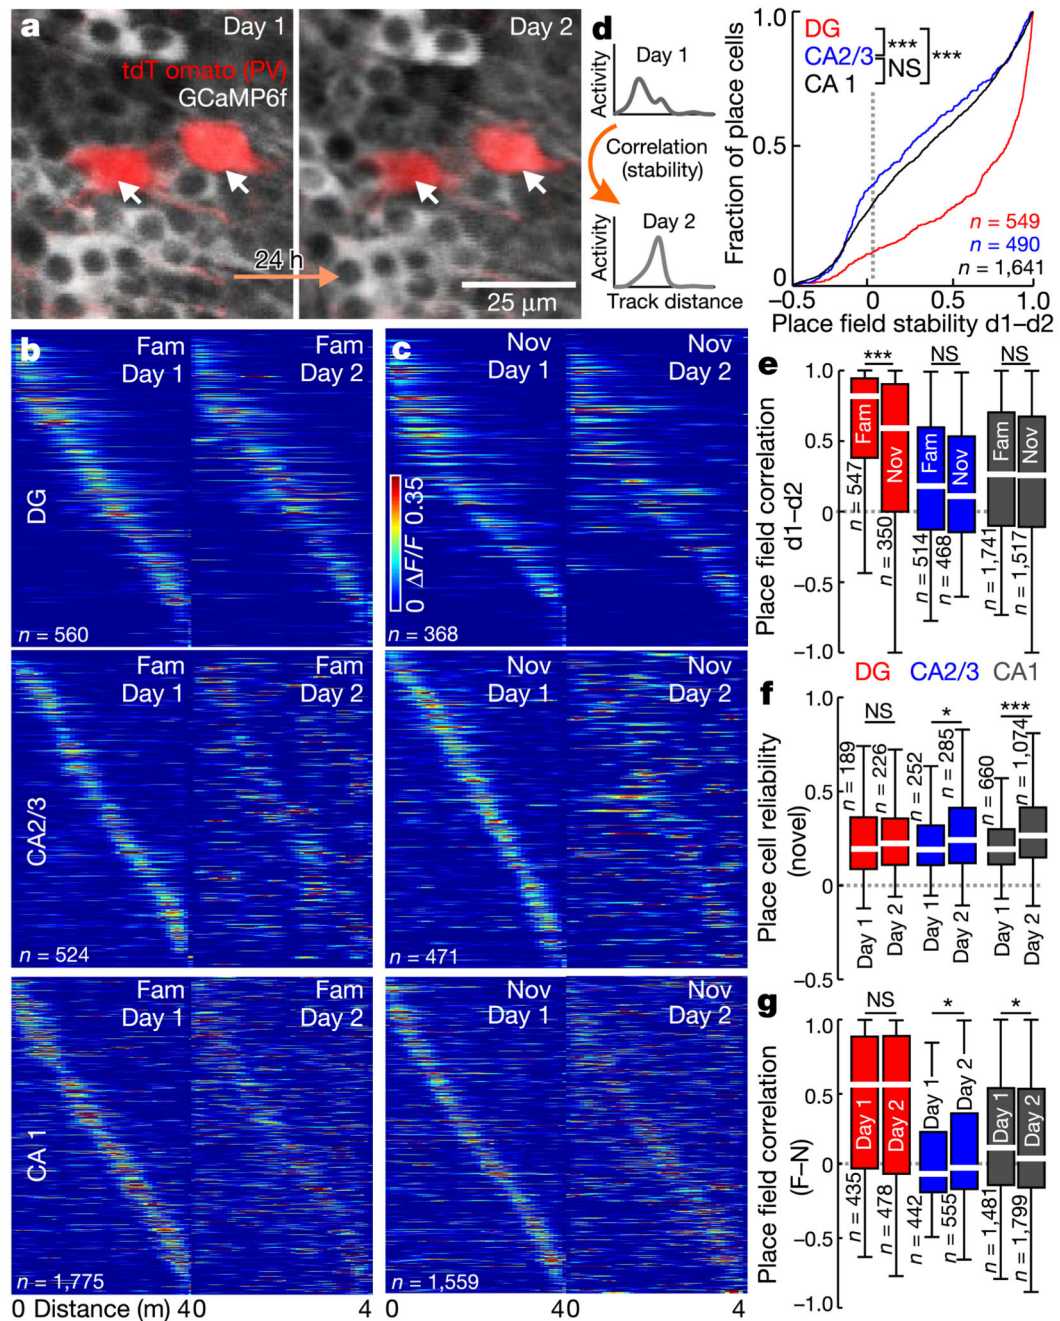 a
Day 1
Day 2
tdT omato (PV)
GCaMP6f
24 h
25 µm
d
Activity
Day 1
Correlation
(stability)
Activity
Day 2
Track distance
Fraction of place cells
1.0
0.5
0
DG
CA2/3
CA 1
***
NS
***
n = 549
n = 490
n = 1,641
−0.5
0
0.5
1.0
Place field stability d1–d2
b
Fam
Day 1
Fam
Day 2
DG
n = 560
c
Nov
Day 1
Nov
Day 2
0 ΔF/F 0.35
n = 368
Fam
Day 1
Fam
Day 2
CA2/3
n = 524
Nov
Day 1
Nov
Day 2
n = 471
Fam
Day 1
Fam
Day 2
CA 1
n = 1,775
Nov
Day 1
Nov
Day 2
n = 1,559
0 Distance (m) 40
4
0
40
4
e
Place field correlation
d1–d2
1.0
0.5
0
−0.5
−1.0
***
NS
NS
Fam
Nov
Fam
Nov
Fam
Nov
n = 547
n = 350
n = 514
n = 468
n = 1,741
n = 1,517
DG
CA2/3
CA1
f
Place cell reliability
(novel)
1.0
0.5
0
−0.5
NS
*
***
n = 189
n = 226
n = 252
n = 285
n = 660
n = 1,074
Day 1
Day 2
Day 1
Day 2
Day 1
Day 2
g
Place field correlation
(F–N)
1.0
0.5
0
−0.5
−1.0
NS
*
*
Day 1
Day 2
Day 1
Day 2
Day 1
Day 2
n = 435
n = 478
n = 442
n = 555
n = 1,481
n = 1,799